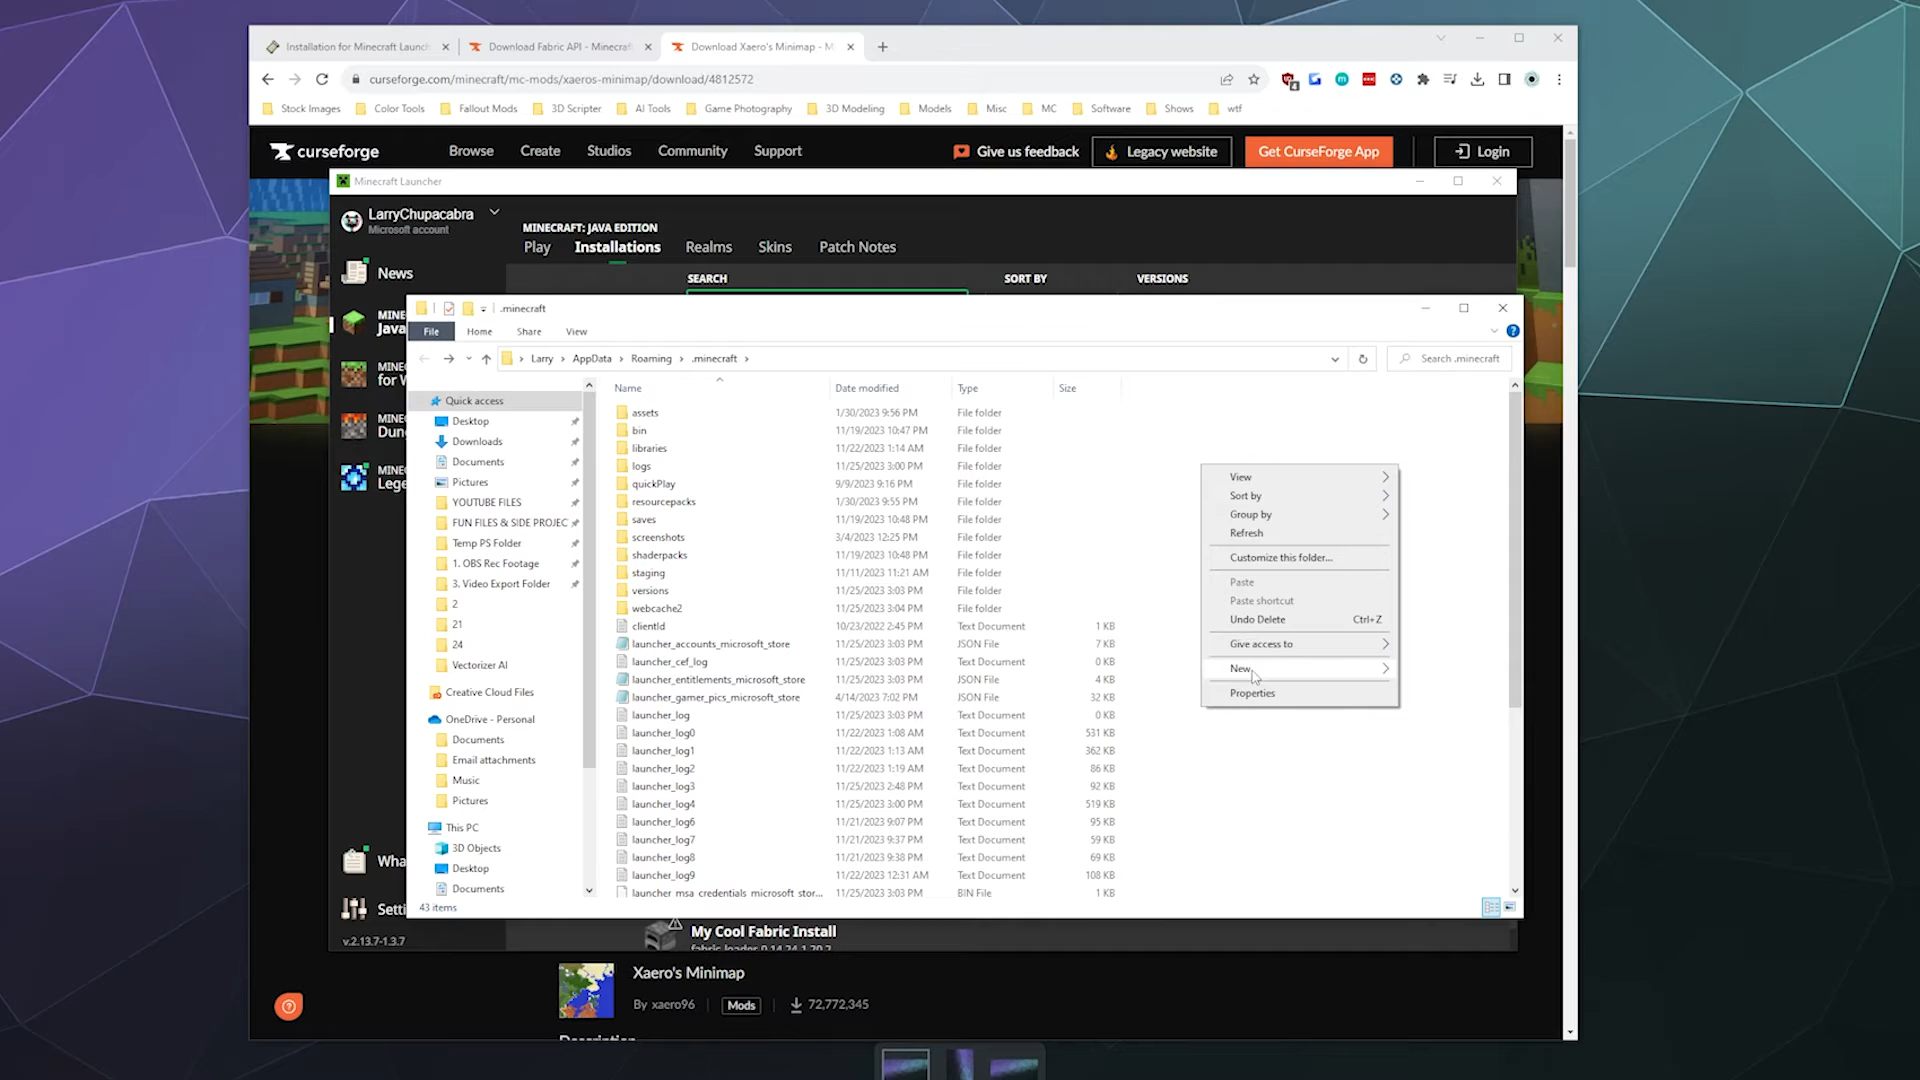 Installation for Minecraft Launch
Download Fabric API - Minecraf
Download Xaero's Minimap - M
curseforge.com/minecraft/mc-mods/xaeros-minimap/download/4812572
Stock Images
Color Tools
Fallout Mods
3D Scripter
AI Tools
Game Photography
3D Modeling
Models
Misc
MC
Software
Shows
wtf
curseforge
Browse
Create
Studios
Community
Support
Give us feedback
Legacy website
Get CurseForge App
Login
Minecraft Launcher
LarryChupacabra
Microsoft account
MINECRAFT: JAVA EDITION
Play
Installations
Realms
Skins
Patch Notes
News
SEARCH
SORT BY
VERSIONS
MINE
Java
MINE
for W
MINE
Dun
MINE
Lege
Wha
Setti
v.2.13.7-1.3.7
.minecraft
File
Home
Share
View
Larry
AppData
Roaming
.minecraft
Search .minecraft
Quick access
Desktop
Downloads
Documents
Pictures
YOUTUBE FILES
FUN FILES & SIDE PROJEC
Temp PS Folder
1. OBS Rec Footage
3. Video Export Folder
2
21
24
Vectorizer AI
Creative Cloud Files
OneDrive - Personal
Documents
Email attachments
Music
Pictures
This PC
3D Objects
Desktop
Documents
Name Date modified Type Size
assets 1/30/2023 9:56 PM File folder
bin 11/19/2023 10:47 PM File folder
libraries 11/22/2023 1:14 AM File folder
logs 11/25/2023 3:00 PM File folder
quickPlay 9/9/2023 9:16 PM File folder
resourcepacks 1/30/2023 9:55 PM File folder
saves 11/19/2023 10:48 PM File folder
screenshots 3/4/2023 12:25 PM File folder
shaderpacks 11/19/2023 10:48 PM File folder
staging 11/11/2023 11:21 AM File folder
versions 11/25/2023 3:03 PM File folder
webcache2 11/25/2023 3:04 PM File folder
clientId 10/23/2022 2:45 PM Text Document 1 KB
launcher_accounts_microsoft_store 11/25/2023 3:03 PM JSON File 7 KB
launcher_cef_log 11/25/2023 3:03 PM Text Document 0 KB
launcher_entitlements_microsoft_store 11/25/2023 3:03 PM JSON File 4 KB
launcher_gamer_pics_microsoft_store 4/14/2023 7:02 PM JSON File 32 KB
launcher_log 11/25/2023 3:03 PM Text Document 0 KB
launcher_log0 11/22/2023 1:08 AM Text Document 531 KB
launcher_log1 11/22/2023 1:13 AM Text Document 362 KB
launcher_log2 11/22/2023 1:19 AM Text Document 86 KB
launcher_log3 11/25/2023 2:48 PM Text Document 92 KB
launcher_log4 11/25/2023 3:00 PM Text Document 519 KB
launcher_log6 11/21/2023 9:07 PM Text Document 95 KB
launcher_log7 11/21/2023 9:37 PM Text Document 59 KB
launcher_log8 11/21/2023 9:38 PM Text Document 69 KB
launcher_log9 11/22/2023 12:31 AM Text Document 108 KB
launcher_msa_credentials_microsoft_stor... 11/25/2023 3:03 PM BIN File 1 KB
43 items
View
Sort by
Group by
Refresh
Customize this folder...
Paste
Paste shortcut
Undo Delete Ctrl+Z
Give access to
New
Properties
My Cool Fabric Install
fabric-loader-0.14.24-1.20.2
Xaero's Minimap
By xaero96
Mods
72,772,345
Description